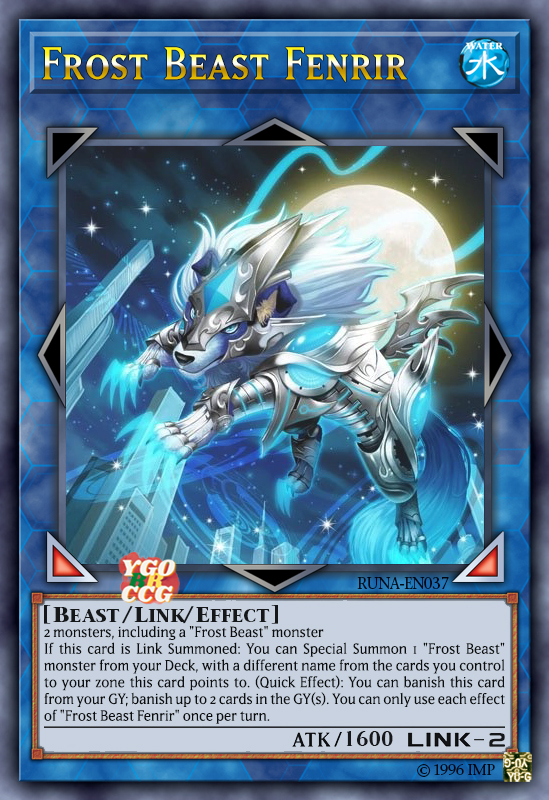 FROST BEAST FENRIR
WATER
水
YGO
BR
CCG
RUNA-EN037
[BEAST/LINK/EFFECT]
2 monsters, including a "Frost Beast" monster
If this card is Link Summoned: You can Special Summon 1 "Frost Beast"
monster from your Deck, with a different name from the cards you control
to your zone this card points to. (Quick Effect): You can banish this card
from your GY; banish up to 2 cards in the GY(s). You can only use each effect
of "Frost Beast Fenrir" once per turn.
ATK/1600 LINK-2
© 1996 IMP